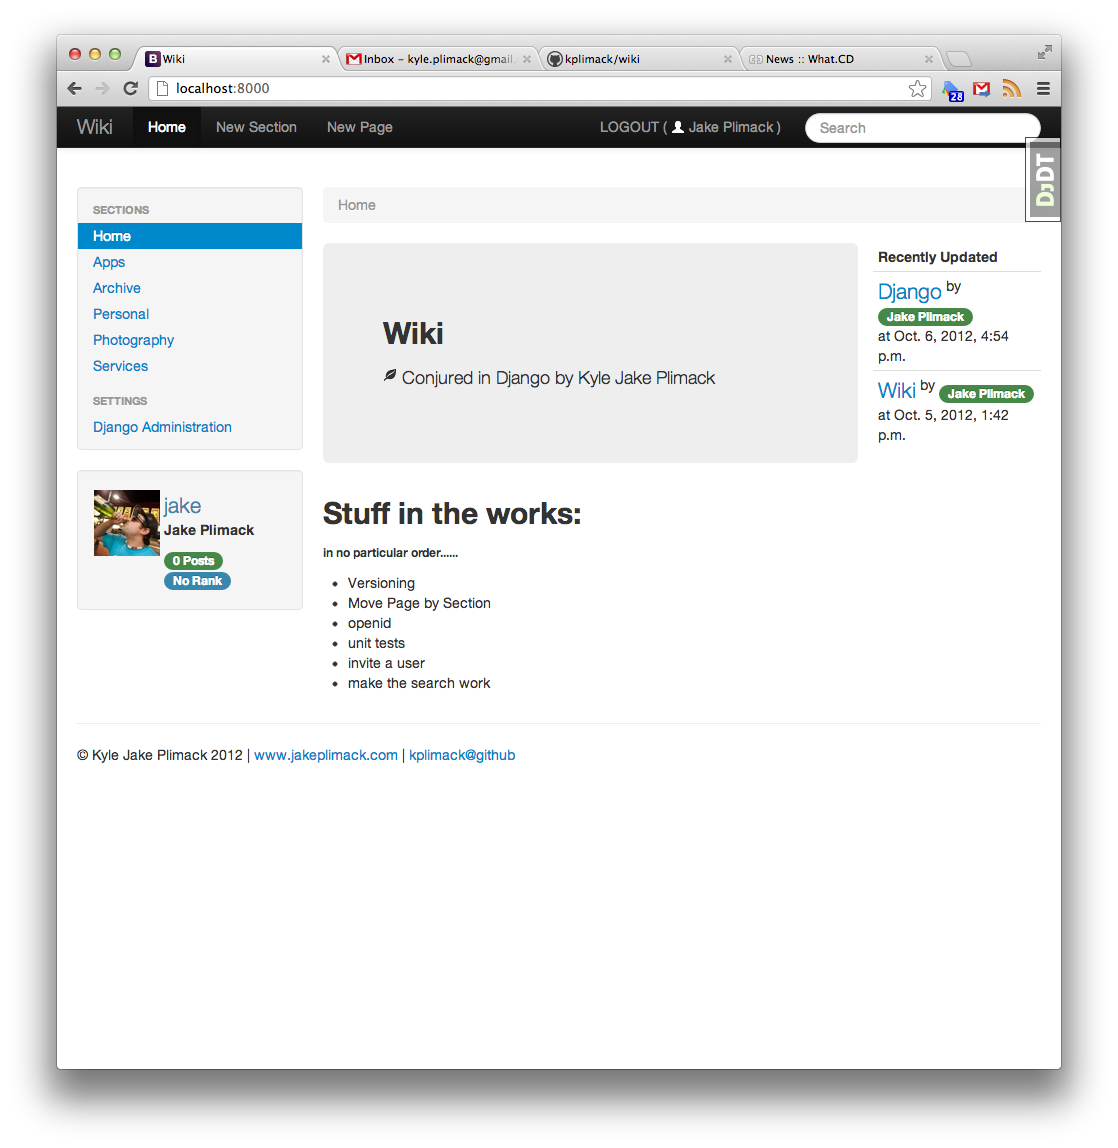 Wiki
Inbox – kyle.plimack@gmail.
kplimack/wiki
News :: What.CD
localhost:8000
28
Wiki Home New Section New Page LOGOUT ( Jake Plimack ) Search
DjDT
SECTIONS
Home
Apps
Archive
Personal
Photography
Services
SETTINGS
Django Administration
jake
Jake Plimack
0 Posts
No Rank
Home
Wiki
Conjured in Django by Kyle Jake Plimack
Recently Updated
Django by
Jake Plimack
at Oct. 6, 2012, 4:54
p.m.
Wiki by Jake Plimack
at Oct. 5, 2012, 1:42
p.m.
Stuff in the works:
in no particular order......
• Versioning
• Move Page by Section
• openid
• unit tests
• invite a user
• make the search work
© Kyle Jake Plimack 2012 | www.jakeplimack.com | kplimack@github